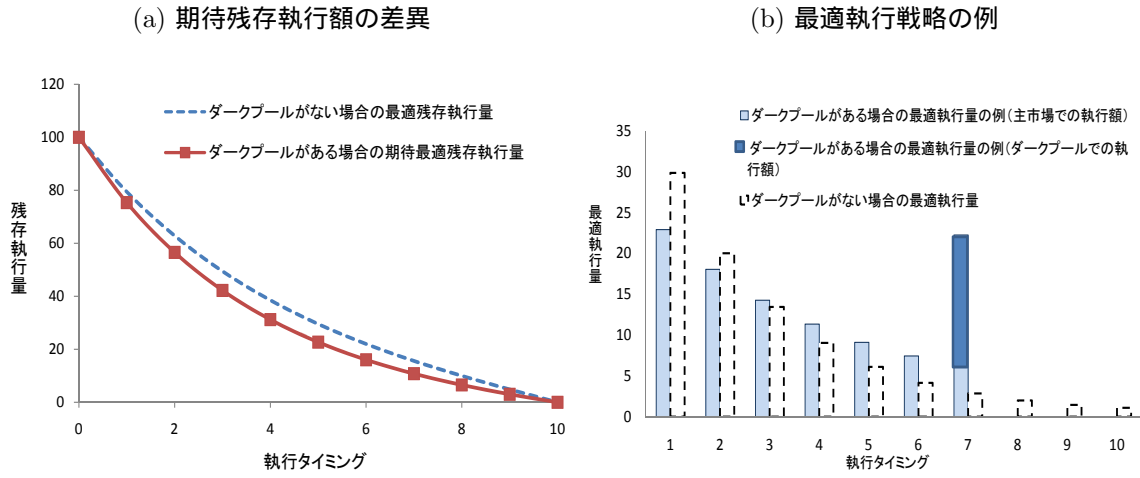 (a) 期待残存執行額の差異
120
100
80
60
40
20
0
残存執行量
ダークプールがない場合の最適残存執行量
ダークプールがある場合の期待最適残存執行量
0 2 4 6 8 10
執行タイミング
(b) 最適執行戦略の例
35
30
25
20
15
10
5
0
最適執行量
ダークプールがある場合の最適執行量の例(主市場での執行額)
ダークプールがある場合の最適執行量の例(ダークプールでの執
行額)
ダークプールがない場合の最適執行量
1 2 3 4 5 6 7 8 9 10
執行タイミング